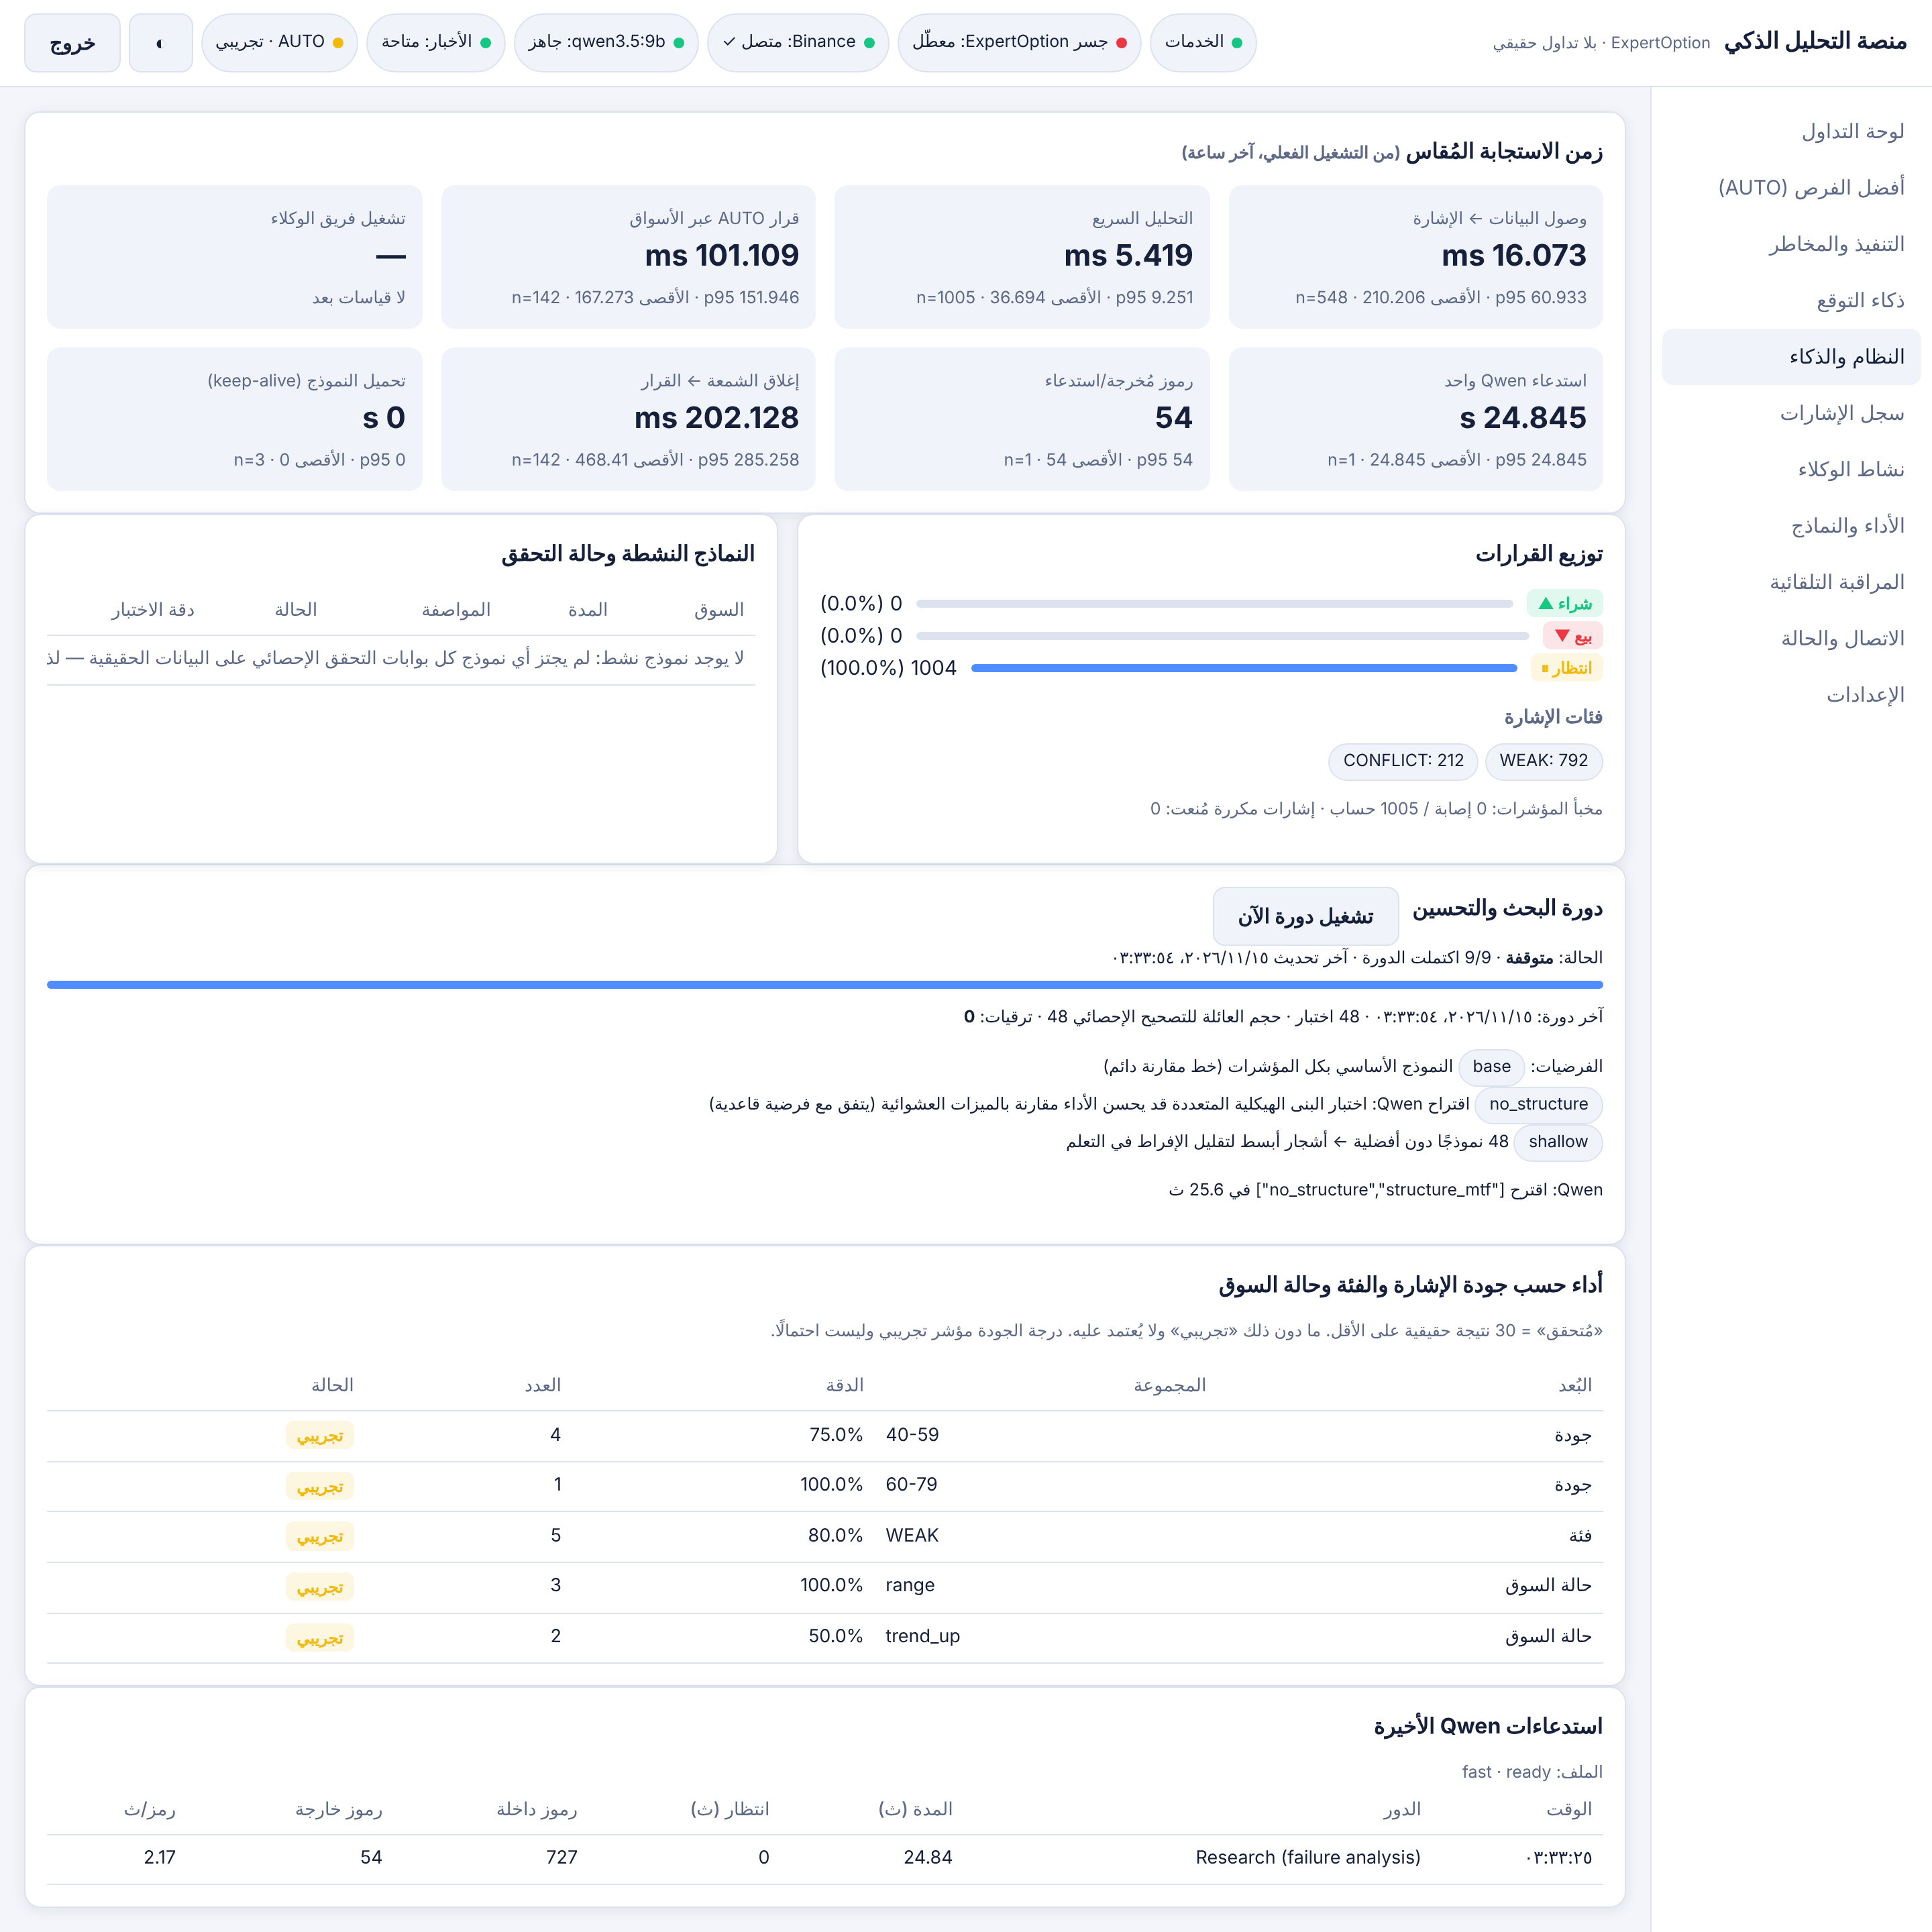 منصة التحليل الذكي ExpertOption · بلا تداول حقيقي
الخدمات
جسر ExpertOption: معطّل
Binance: متصل ✓
qwen3.5:9b: جاهز
الأخبار: متاحة
AUTO · تجريبي
خروج
لوحة التداول
أفضل الفرص (AUTO)
التنفيذ والمخاطر
ذكاء التوقع
النظام والذكاء
سجل الإشارات
نشاط الوكلاء
الأداء والنماذج
المراقبة التلقائية
الاتصال والحالة
الإعدادات
زمن الاستجابة المُقاس (من التشغيل الفعلي، آخر ساعة)
وصول البيانات ← الإشارة
16.073 ms
p95 60.933 · الأقصى 210.206 · n=548
التحليل السريع
5.419 ms
p95 9.251 · الأقصى 36.694 · n=1005
قرار AUTO عبر الأسواق
101.109 ms
p95 151.946 · الأقصى 167.273 · n=142
تشغيل فريق الوكلاء
—
لا قياسات بعد
استدعاء Qwen واحد
24.845 s
p95 24.845 · الأقصى 24.845 · n=1
رموز مُخرجة/استدعاء
54
p95 54 · الأقصى 54 · n=1
إغلاق الشمعة ← القرار
202.128 ms
p95 285.258 · الأقصى 468.41 · n=142
تحميل النموذج (keep-alive)
0 s
p95 0 · الأقصى 0 · n=3
توزيع القرارات
شراء ▲ 0 (0.0%)
بيع ▼ 0 (0.0%)
انتظار ⏸ 1004 (100.0%)
فئات الإشارة
WEAK: 792 CONFLICT: 212
مخبأ المؤشرات: 0 إصابة / 1005 حساب · إشارات مكررة مُنعت: 0
النماذج النشطة وحالة التحقق
السوق المدة المواصفة الحالة دقة الاختبار
لا يوجد نموذج نشط: لم يجتز أي نموذج كل بوابات التحقق الإحصائي على البيانات الحقيقية — لذ
دورة البحث والتحسين تشغيل دورة الآن
الحالة: متوقفة · 9/9 اكتملت الدورة · آخر تحديث ٢٠٢٦/١١/١٥، ٠٣:٣٣:٥٤
آخر دورة: ٢٠٢٦/١١/١٥، ٠٣:٣٣:٥٤ · 48 اختبار · حجم العائلة للتصحيح الإحصائي 48 · ترقيات: 0
الفرضيات: base النموذج الأساسي بكل المؤشرات (خط مقارنة دائم)
no_structure اقتراح Qwen: اختبار البنى الهيكلية المتعددة قد يحسن الأداء مقارنة بالميزات العشوائية (يتفق مع فرضية قاعدية)
shallow 48 نموذجًا دون أفضلية ← أشجار أبسط لتقليل الإفراط في التعلم
Qwen: اقترح ["no_structure","structure_mtf"] في 25.6 ث
أداء حسب جودة الإشارة والفئة وحالة السوق
«مُتحقق» = 30 نتيجة حقيقية على الأقل. ما دون ذلك «تجريبي» ولا يُعتمد عليه. درجة الجودة مؤشر تجريبي وليست احتمالًا.
البُعد المجموعة الدقة العدد الحالة
جودة 40-59 75.0% 4 تجريبي
جودة 60-79 100.0% 1 تجريبي
فئة WEAK 80.0% 5 تجريبي
حالة السوق range 100.0% 3 تجريبي
حالة السوق trend_up 50.0% 2 تجريبي
استدعاءات Qwen الأخيرة
الملف: fast · ready
الوقت الدور المدة (ث) انتظار (ث) رموز داخلة رموز خارجة رمز/ث
٠٣:٣٣:٢٥ Research (failure analysis) 24.84 0 727 54 2.17